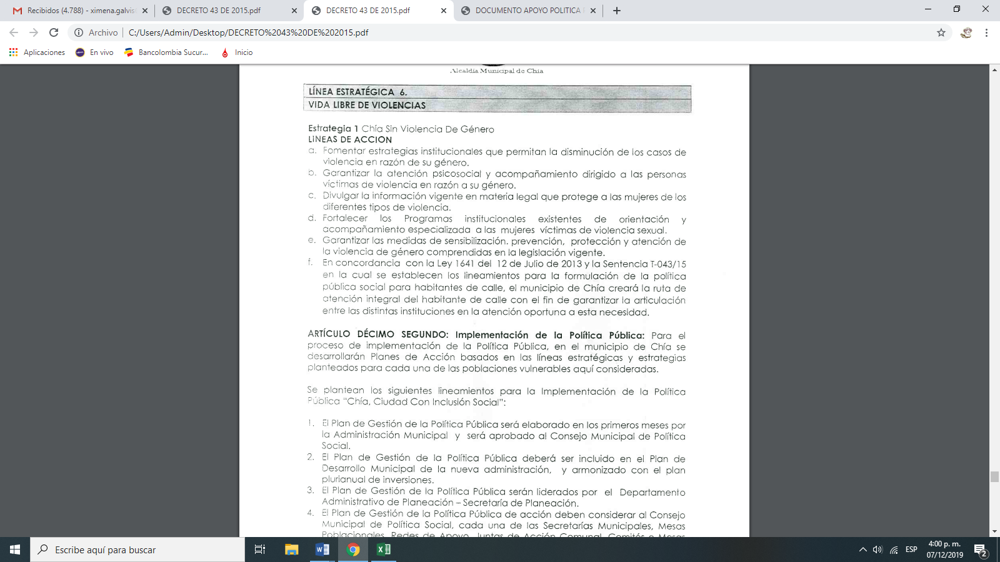 Recibidos (4.788) - ximena.galvis
DECRETO 43 DE 2015.pdf
DECRETO 43 DE 2015.pdf
DOCUMENTO APOYO POLITICA
Archivo
C:/Users/Admin/Desktop/DECRETO%2043%20DE%202015.pdf
Aplicaciones
En vivo
Bancolombia Sucur...
Inicio
Alcaldía Municipal de Chía
LÍNEA ESTRATÉGICA 6.
VIDA LIBRE DE VIOLENCIAS
Estrategia 1 Chía Sin Violencia De Género
LINEAS DE ACCION
a. Fomentar estrategias institucionales que permitan la disminución de los casos de
violencia en razón de su género.
b. Garantizar la atención psicosocial y acompañamiento dirigido a las personas
víctimas de violencia en razón a su género.
c. Divulgar la información vigente en materia legal que protege a las mujeres de los
diferentes tipos de violencia.
d. Fortalecer los Programas institucionales existentes de orientación y
acompañamiento especializada a las mujeres víctimas de violencia sexual.
e. Garantizar las medidas de sensibilización. prevención, protección y atención de
la violencia de género comprendidas en la legislación vigente.
f. En concordancia con la Ley 1641 del 12 de Julio de 2013 y la Sentencia T-043/15
en la cual se establecen los lineamientos para la formulación de la política
pública social para habitantes de calle, el municipio de Chía creará la ruta de
atención integral del habitante de calle con el fin de garantizar la articulación
entre las distintas instituciones en la atención oportuna a esta necesidad.
ARTÍCULO DÉCIMO SEGUNDO: Implementación de la Política Pública: Para el
proceso de implementación de la Política Pública, en el municipio de Chía se
desarrollarán Planes de Acción basados en las líneas estratégicas y estrategias
planteados para cada una de las poblaciones vulnerables aquí consideradas.
Se plantean los siguientes lineamientos para la Implementación de la Política
Pública "Chía, Ciudad Con Inclusión Social":
1. El Plan de Gestión de la Política Pública será elaborado en los primeros meses por
la Administración Municipal y será aprobado al Consejo Municipal de Política
Social.
2. El Plan de Gestión de la Política Pública deberá ser incluido en el Plan de
Desarrollo Municipal de la nueva administración, y armonizado con el plan
plurianual de inversiones.
3. El Plan de Gestión de la Política Pública serán liderados por el Departamento
Administrativo de Planeación – Secretaría de Planeación.
4. El Plan de Gestión de la Política Pública de acción deben considerar al Consejo
Municipal de Política Social, cada una de las Secretarías Municipales, Mesas
Poblacionales, Redes de Apoyo, Juntas de Acción Comunal, Comités o Mesas
Escribe aquí para buscar
ESP
4:00 p. m.
07/12/2019
2